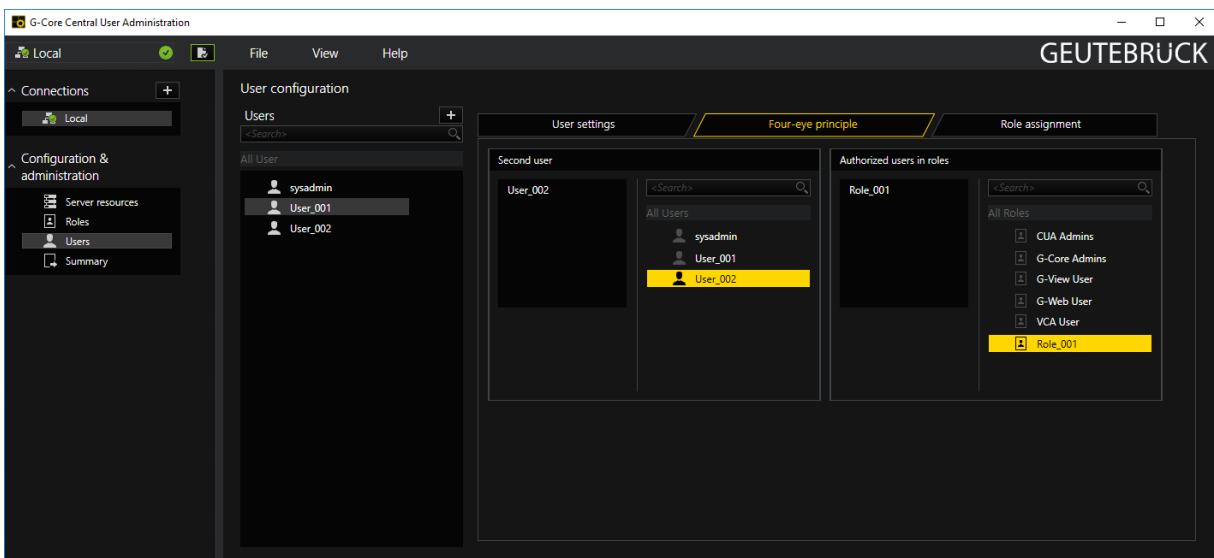 G-Core Central User Administration
Local
File View Help
GEUTEBRÜCK
Connections +
Local
Configuration &
administration
Server resources
Roles
Users
Summary
User configuration
Users +
<Search>
All User
sysadmin
User_001
User_002
User settings Four-eye principle Role assignment
Second user
User_002
<Search>
All Users
sysadmin
User_001
User_002
Authorized users in roles
Role_001
<Search>
All Roles
CUA Admins
G-Core Admins
G-View User
G-Web User
VCA User
Role_001